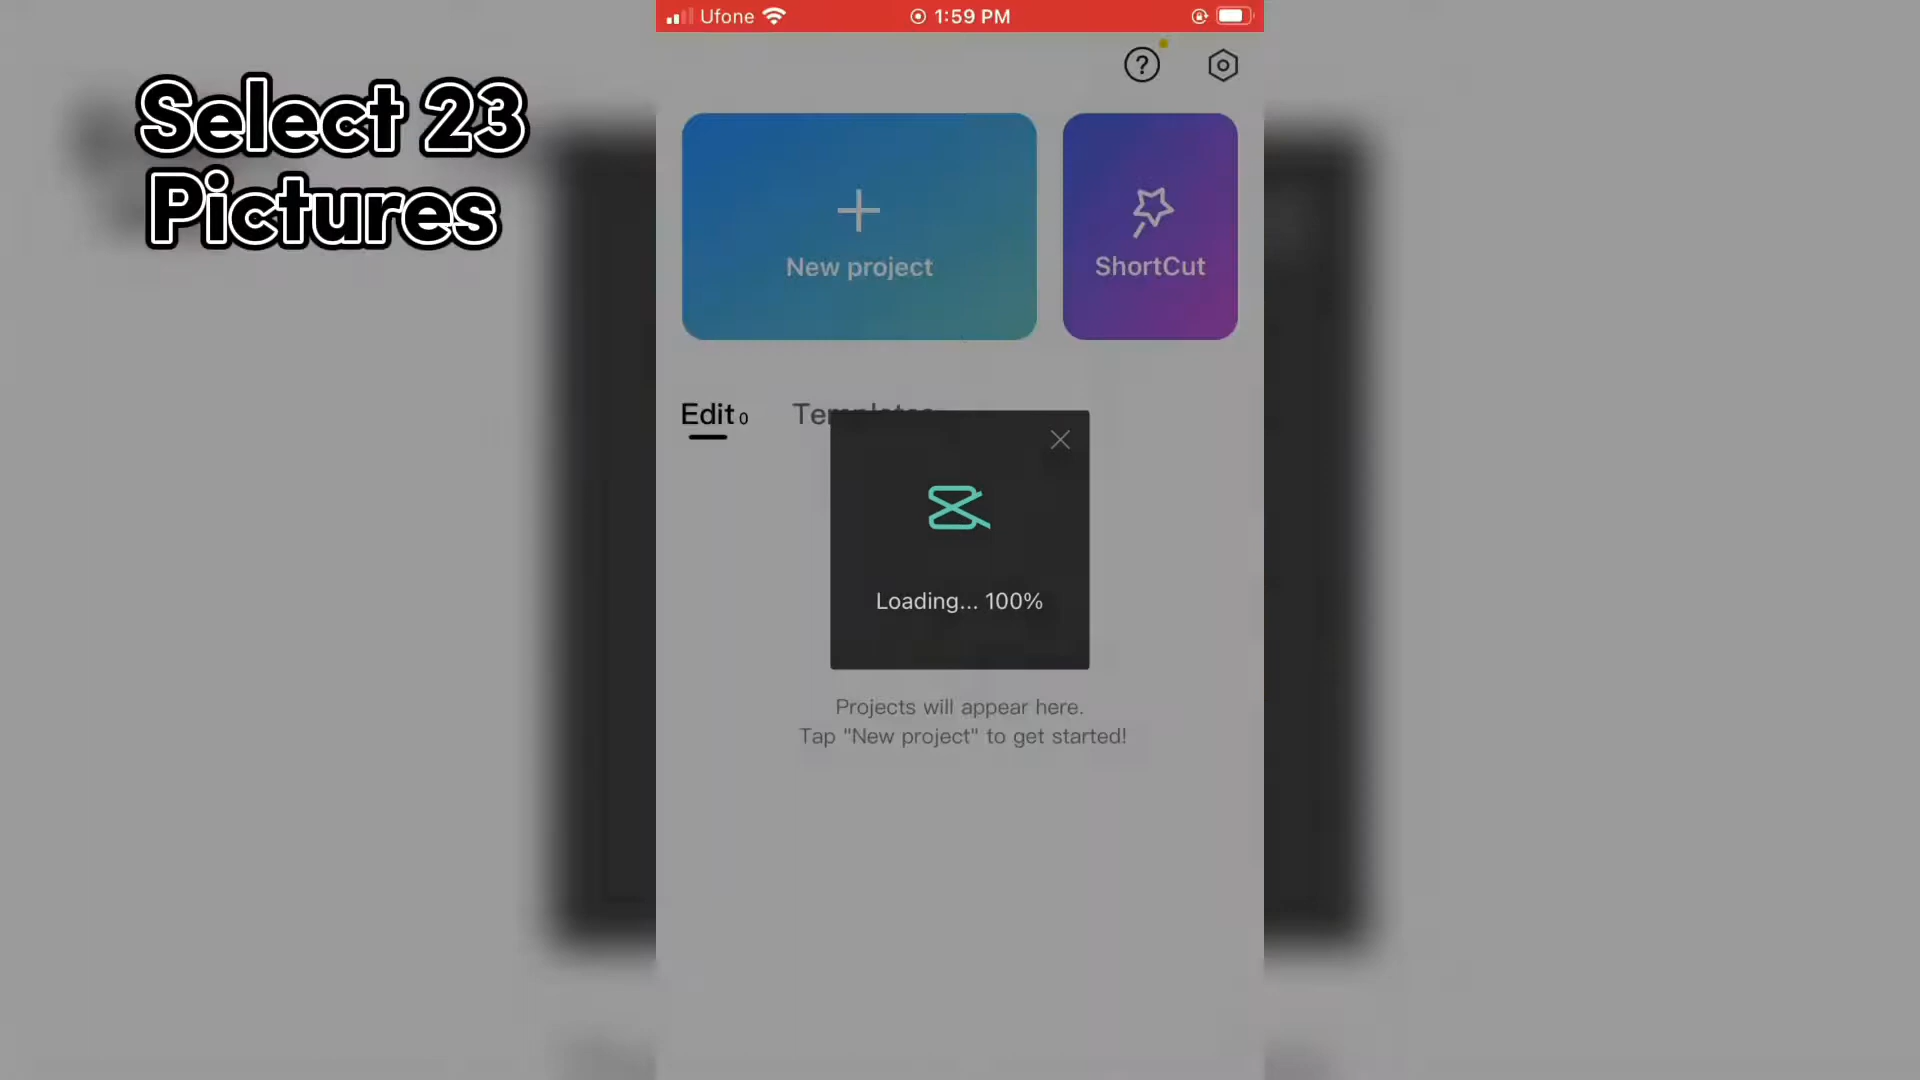 Select 23
Pictures
Ufone
1:59 PM
?
New project
ShortCut
Edit 0
Templates
Loading... 100%
Projects will appear here.
Tap "New project" to get started!